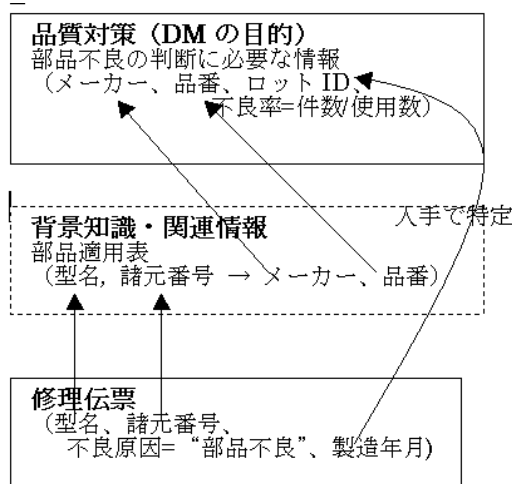 品質対策（DM の目的）
部品不良の判断に必要な情報
（メーカー、品番、ロット ID、
不良率=件数/使用数）
人手で特定
背景知識・関連情報
部品適用表
（型名, 諸元番号 → メーカー、品番）
修理伝票
(型名、諸元番号、
不良原因= “部品不良”、製造年月)